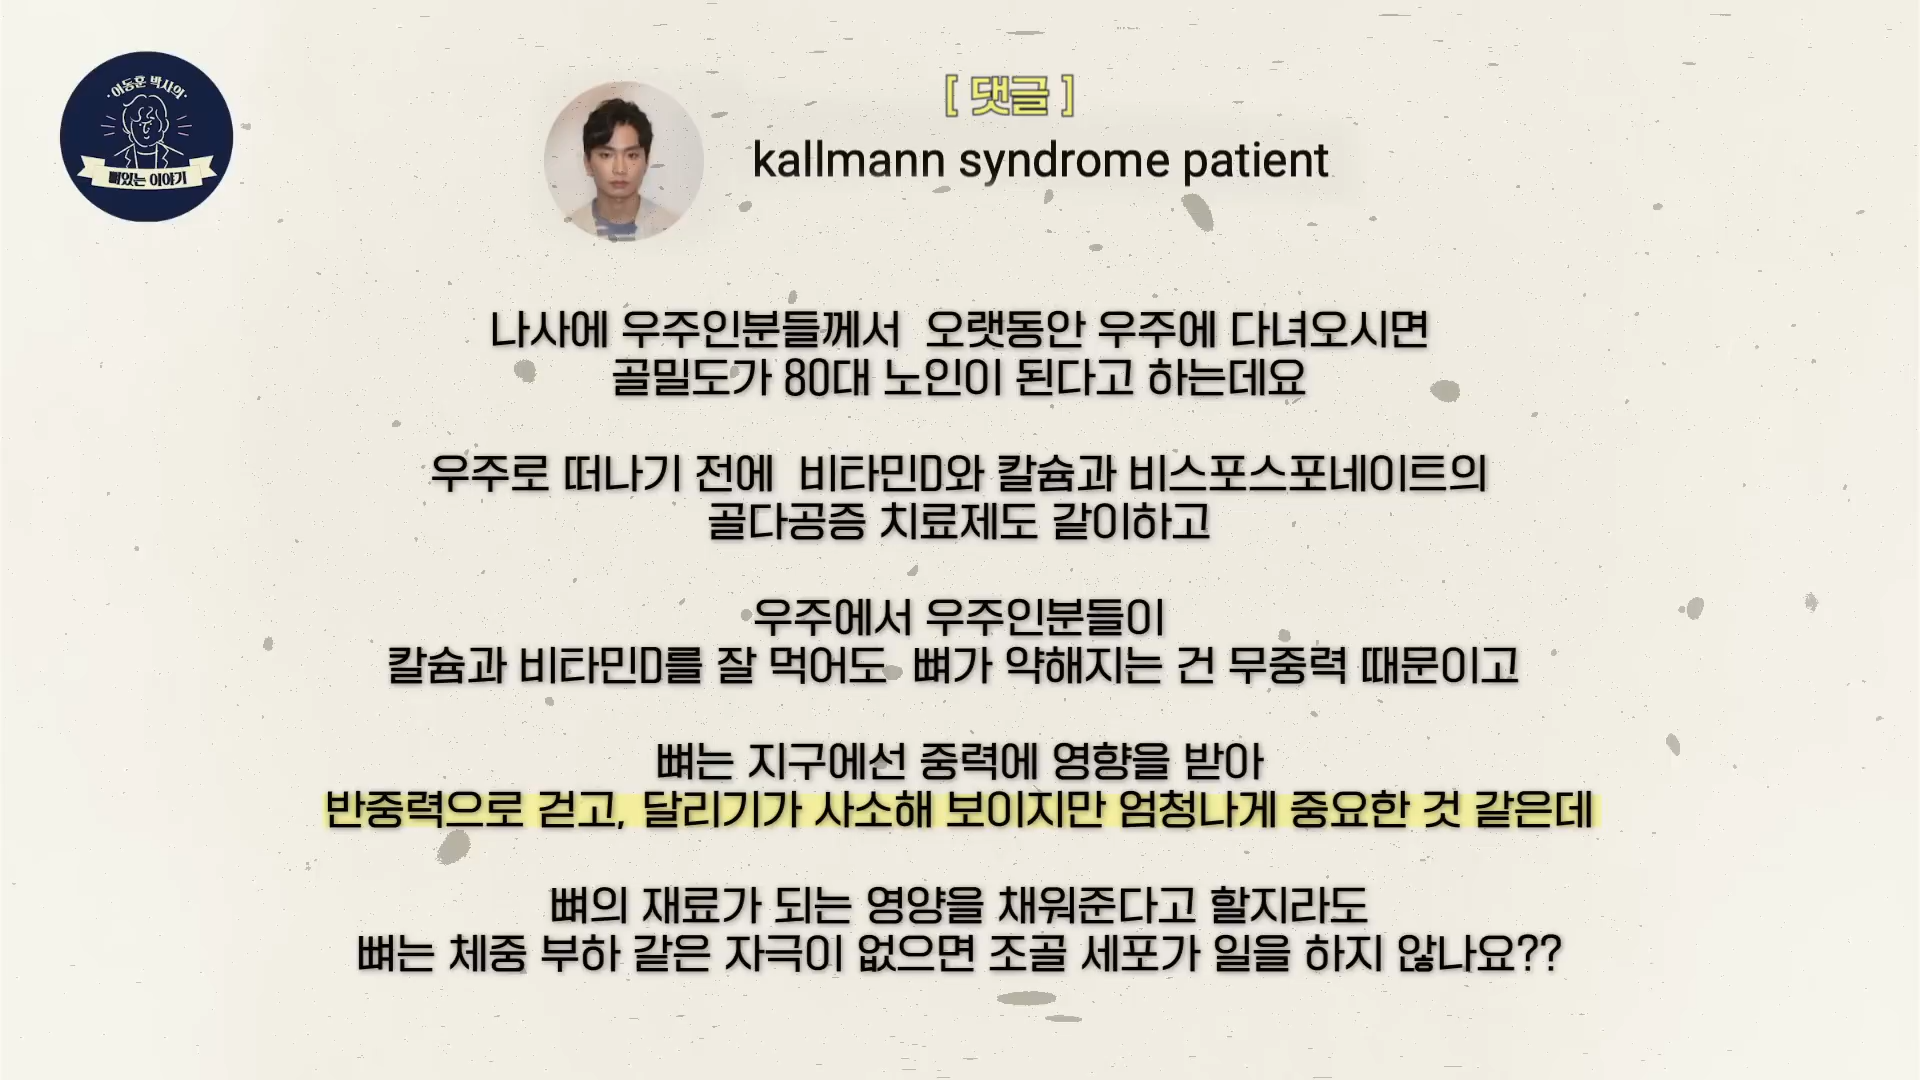 ·이동훈 박사의·
뼈있는 이야기
[ 댓글 ]
kallmann syndrome patient
나사에 우주인분들께서 오랫동안 우주에 다녀오시면
골밀도가 80대 노인이 된다고 하는데요
우주로 떠나기 전에 비타민D와 칼슘과 비스포스포네이트의
골다공증 치료제도 같이하고
우주에서 우주인분들이
칼슘과 비타민D를 잘 먹어도 뼈가 약해지는 건 무중력 때문이고
뼈는 지구에선 중력에 영향을 받아
반중력으로 걷고, 달리기가 사소해 보이지만 엄청나게 중요한 것 같은데
뼈의 재료가 되는 영양을 채워준다고 할지라도
뼈는 체중 부하 같은 자극이 없으면 조골 세포가 일을 하지 않나요??